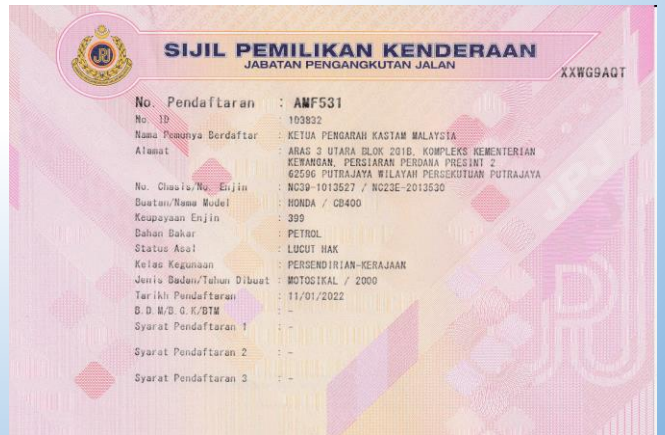 SIJIL PEMILIKAN KENDERAAN
JABATAN PENGANGKUTAN JALAN
XXWG9AQT
No. Pendaftaran : AMF531
No. ID : 103832
Nama Pemunya Berdaftar : KETUA PENGARAH KASTAM MALAYSIA
Alamat : ARAS 3 UTARA BLOK 201B, KOMPLEKS KEMENTERIAN
KEWANGAN, PERSIARAN PERDANA PRESINT 2
62596 PUTRAJAYA WILAYAH PERSEKUTUAN PUTRAJAYA
No. Chasis/No. Enjin : NC39-1013527 / NC23E-2013530
Buatan/Nama Model : HONDA / CB400
Keupayaan Enjin : 399
Bahan Bakar : PETROL
Status Asal : LUCUT HAK
Kelas Kegunaan : PERSENDIRIAN-KERAJAAN
Jenis Badan/Tahun Dibuat : MOTOSIKAL / 2000
Tarikh Pendaftaran : 11/01/2022
B.D.M/B.G.K/BTM : -
Syarat Pendaftaran 1 : -
Syarat Pendaftaran 2 : -
Syarat Pendaftaran 3 : -
JPJ